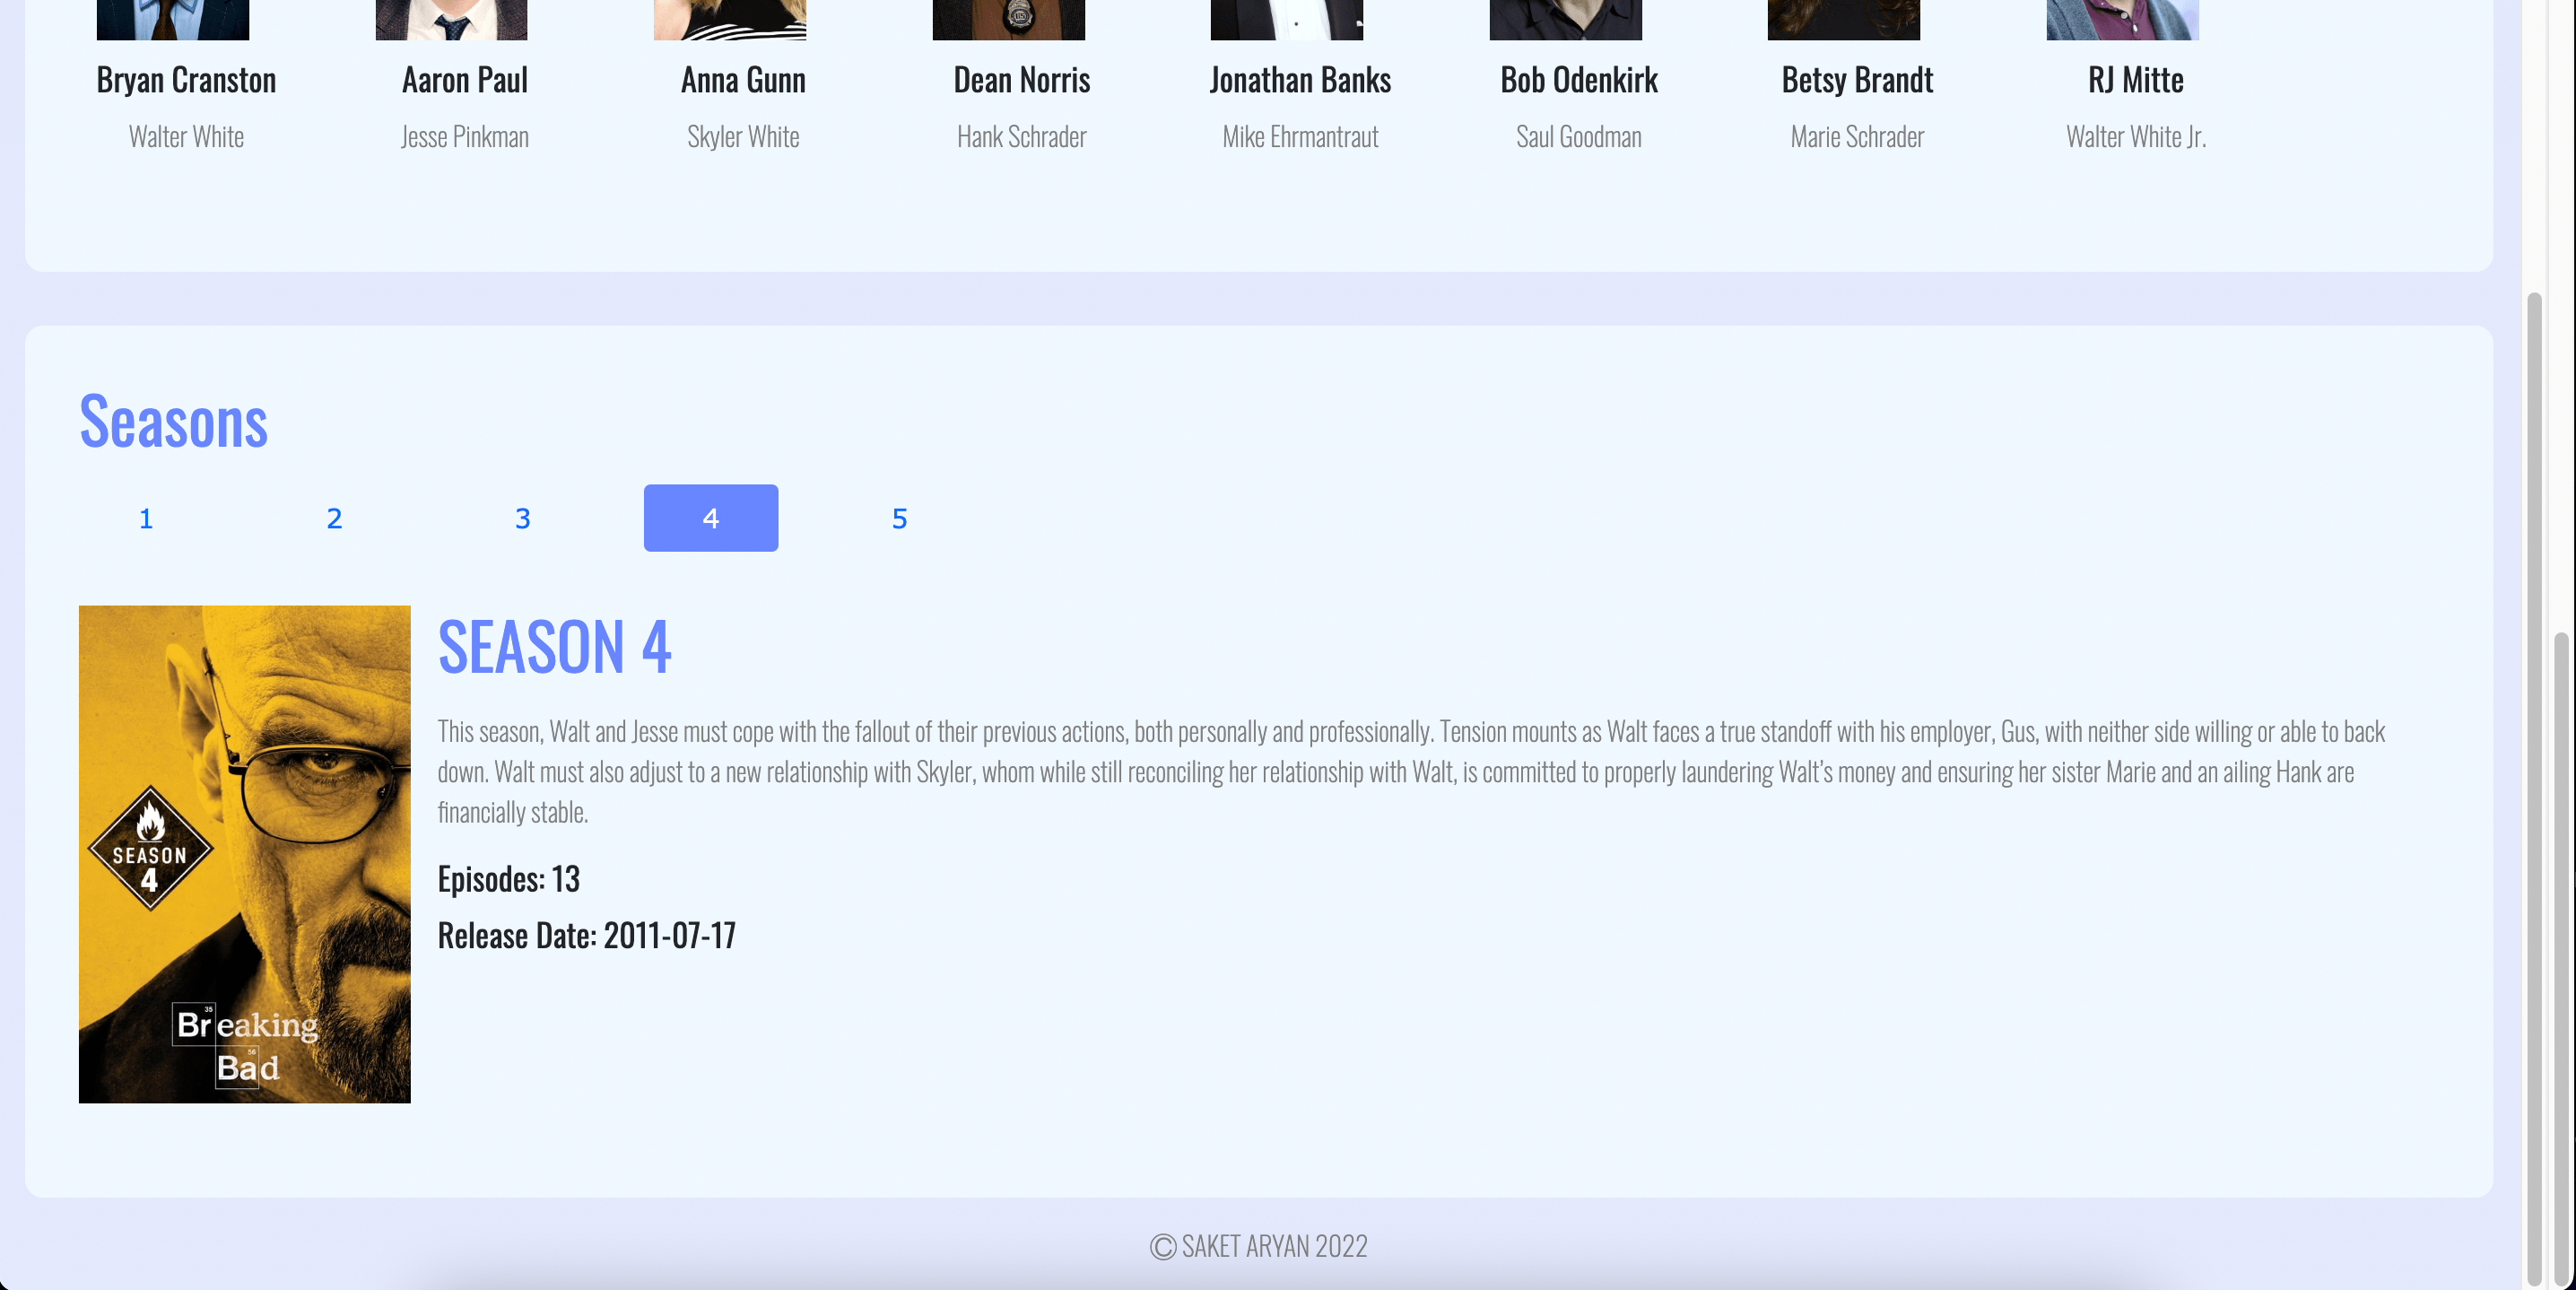 Bryan Cranston
Aaron Paul
Anna Gunn
Dean Norris
Jonathan Banks
Bob Odenkirk
Betsy Brandt
RJ Mitte
Walter White
Jesse Pinkman
Skyler White
Hank Schrader
Mike Ehrmantraut
Saul Goodman
Marie Schrader
Walter White Jr.
Seasons
1
2
3
4
5
SEASON 4
This season, Walt and Jesse must cope with the fallout of their previous actions, both personally and professionally. Tension mounts as Walt faces a true standoff with his employer, Gus, with neither side willing or able to back
down. Walt must also adjust to a new relationship with Skyler, whom while still reconciling her relationship with Walt, is committed to properly laundering Walt’s money and ensuring her sister Marie and an ailing Hank are
financially stable.
Episodes: 13
Release Date: 2011-07-17
SEASON
4
35
Breaking
56
Bad
© SAKET ARYAN 2022